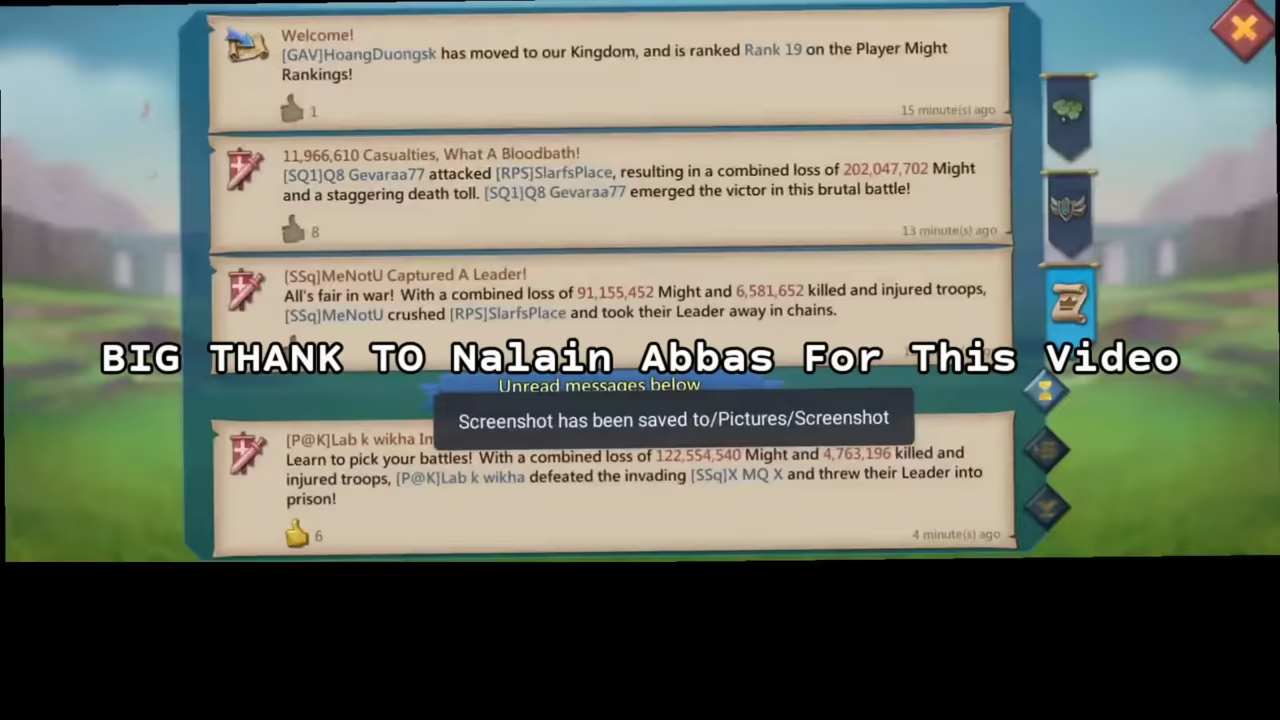 Welcome!
[GAV]HoangDuongsk has moved to our Kingdom, and is ranked Rank 19 on the Player Might
Rankings!
1
15 minute(s) ago
11,966,610 Casualties, What A Bloodbath!
[SQ1]Q8 Gevaraa77 attacked [RPS]SlarfsPlace, resulting in a combined loss of 202,047,702 Might
and a staggering death toll. [SQ1]Q8 Gevaraa77 emerged the victor in this brutal battle!
8
13 minute(s) ago
[SSq]MeNotU Captured A Leader!
All's fair in war! With a combined loss of 91,155,452 Might and 6,581,652 killed and injured troops,
[SSq]MeNotU crushed [RPS]SlarfsPlace and took their Leader away in chains.
BIG THANK TO Nalain Abbas For This Video
Unread messages below
Screenshot has been saved to/Pictures/Screenshot
[P@K]Lab k wikha
Learn to pick your battles! With a combined loss of 122,554,540 Might and 4,763,196 killed and
injured troops, [P@K]Lab k wikha defeated the invading [SSq]X MQ X and threw their Leader into
prison!
6
4 minute(s) ago